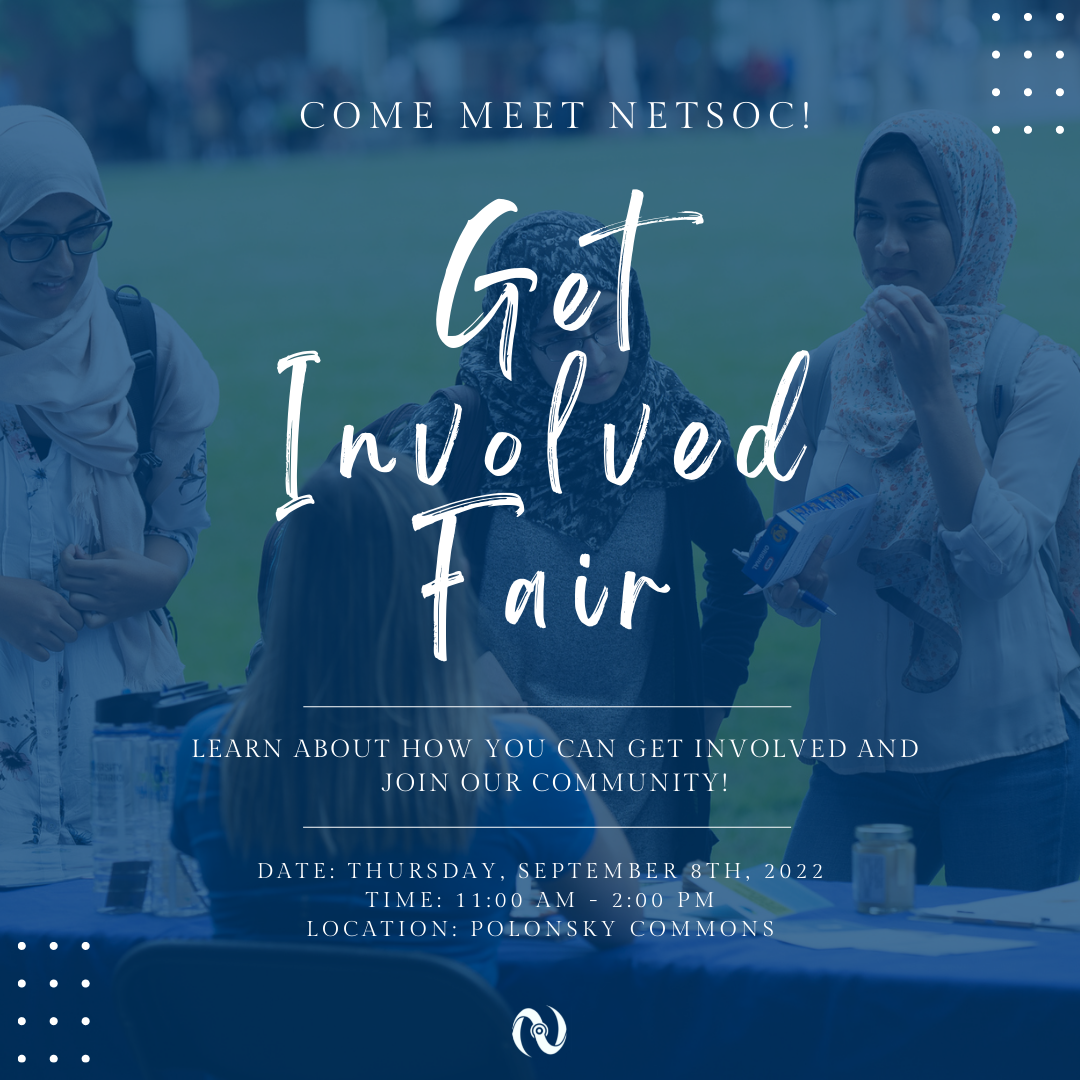 COME MEET NETSOC!
Get
Involved
Fair
LEARN ABOUT HOW YOU CAN GET INVOLVED AND
JOIN OUR COMMUNITY!
DATE: THURSDAY, SEPTEMBER 8TH, 2022
TIME: 11:00 AM - 2:00 PM
LOCATION: POLONSKY COMMONS